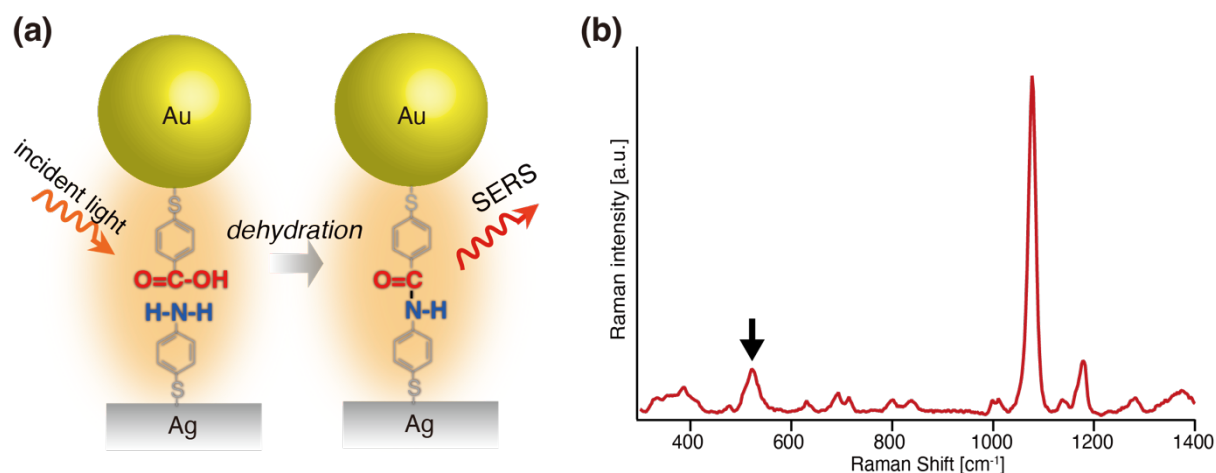 (a)
Au
Au
incident light
S
S
dehydration
SERS
O=C-OH
O=C
H-N-H
N-H
S
S
Ag
Ag
(b)
Raman intensity [a.u.]
400
600
800
1000
1200
1400
Raman Shift [cm⁻¹]